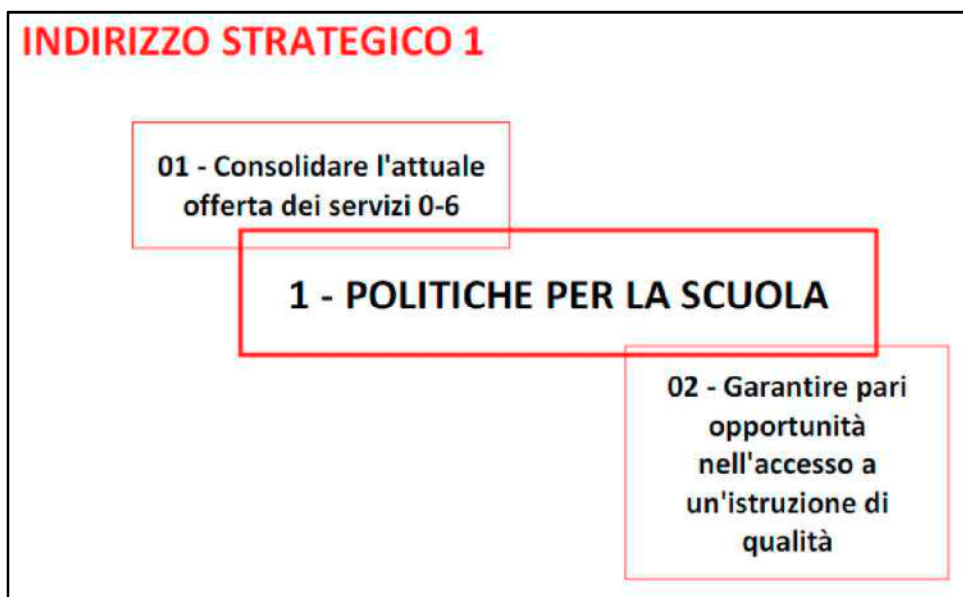 INDIRIZZO STRATEGICO 1
01 - Consolidare l'attuale
offerta dei servizi 0-6
1 - POLITICHE PER LA SCUOLA
02 - Garantire pari
opportunità
nell'accesso a
un'istruzione di
qualità